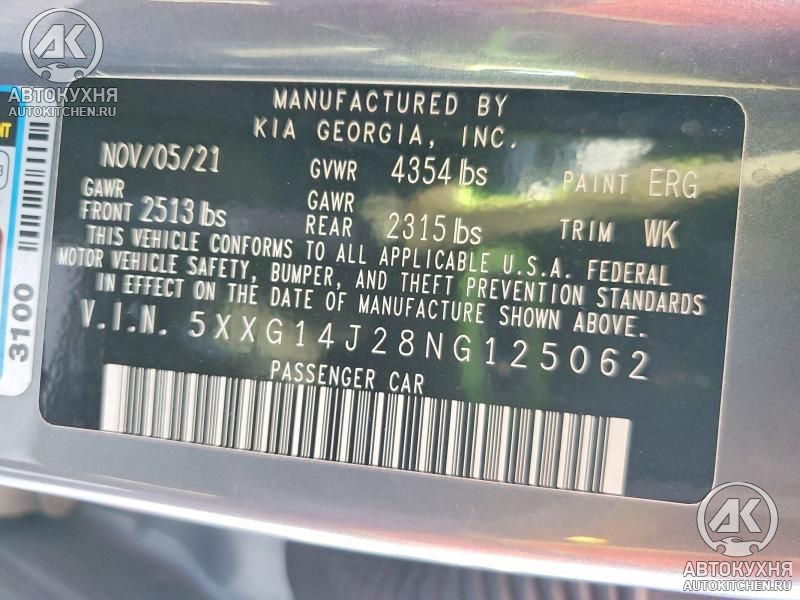 АК
АВТОКУХНЯ
AUTOKITCHEN.RU
MANUFACTURED BY
KIA GEORGIA, INC.
NOV/05/21 GVWR 4354 lbs PAINT ERG
GAWR FRONT 2513 lbs GAWR REAR 2315 lbs TRIM WK
THIS VEHICLE CONFORMS TO ALL APPLICABLE U.S.A. FEDERAL
MOTOR VEHICLE SAFETY, BUMPER, AND THEFT PREVENTION STANDARDS
IN EFFECT ON THE DATE OF MANUFACTURE SHOWN ABOVE.
V.I.N. 5XXG14J28NG125062
PASSENGER CAR
3100
АК
АВТОКУХНЯ
AUTOKITCHEN.RU